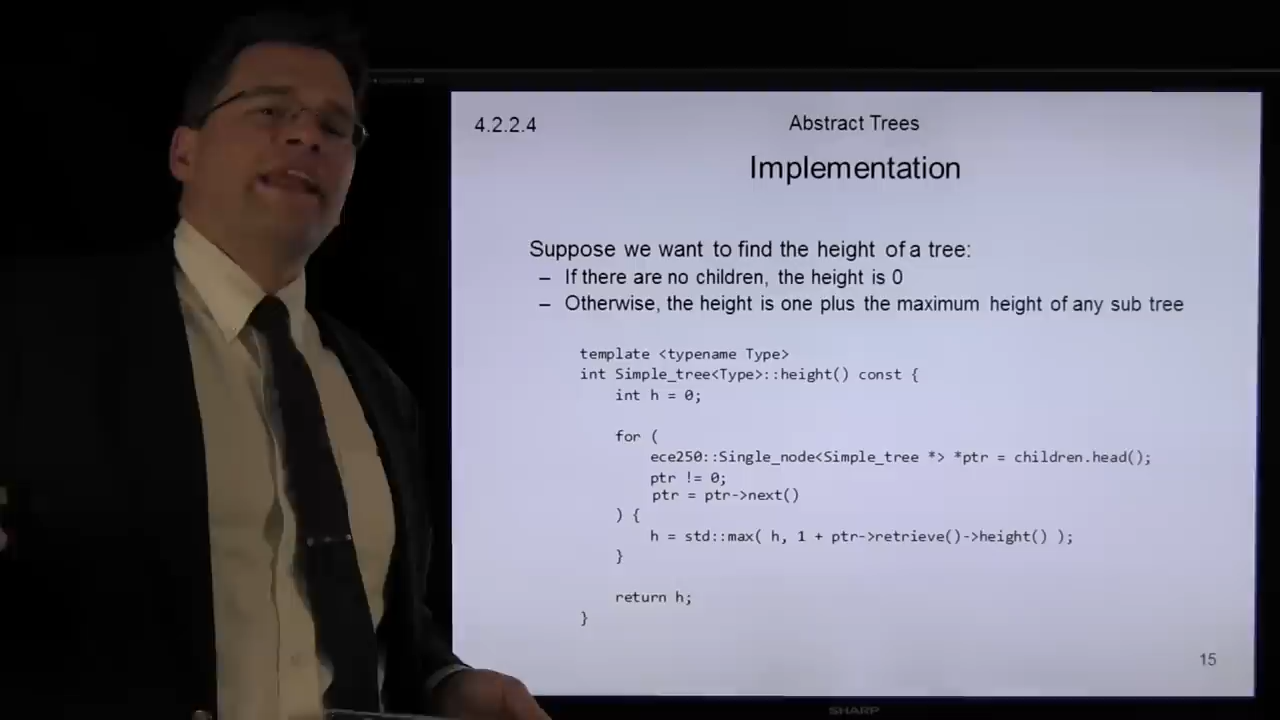 4.2.2.4
Abstract Trees
Implementation
Suppose we want to find the height of a tree:
– If there are no children, the height is 0
– Otherwise, the height is one plus the maximum height of any sub tree
template <typename Type>
int Simple_tree<Type>::height() const {
int h = 0;
for (
ece250::Single_node<Simple_tree *> *ptr = children.head();
ptr != 0;
ptr = ptr->next()
) {
h = std::max( h, 1 + ptr->retrieve()->height() );
}
return h;
}
15
SHARP